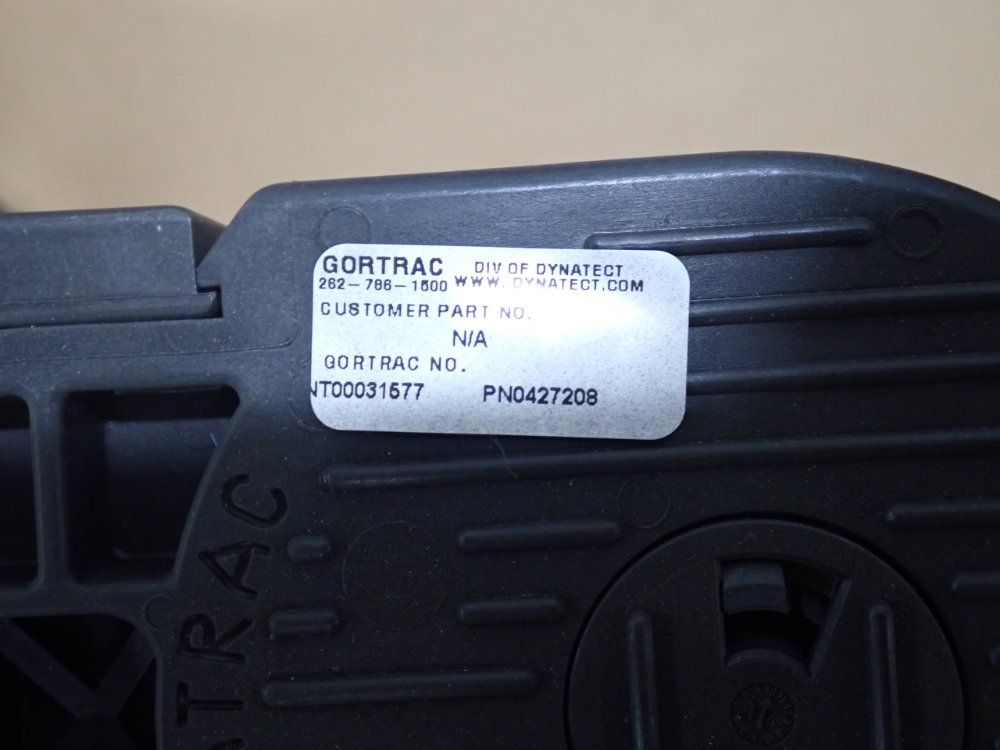 GORTRAC DIV OF DYNATECT
262-786-1500 WWW.DYNATECT.COM
CUSTOMER PART NO.
N/A
GORTRAC NO.
NT00031577 PN0427208
TRAC